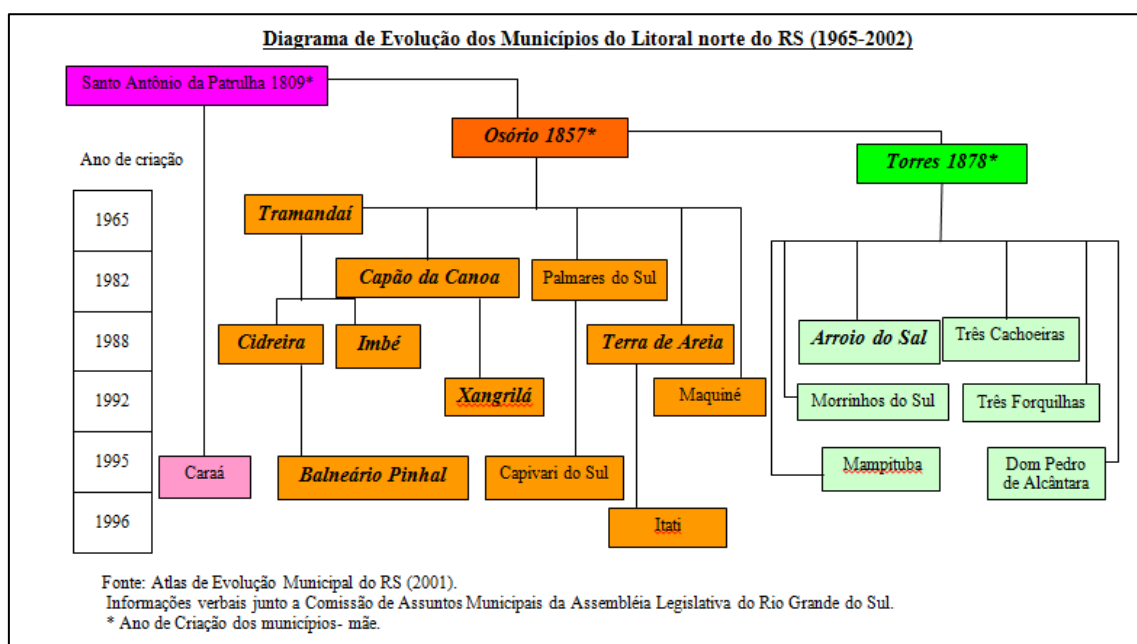 Diagrama de Evolução dos Municípios do Litoral norte do RS (1965-2002)
Santo Antônio da Patrulha 1809*
Osório 1857*
Torres 1878*
Ano de criação
1965
Tramandaí
1982
Capão da Canoa
Palmares do Sul
1988
Cidreira
Imbé
Terra de Areia
Arroio do Sal
Três Cachoeiras
1992
Xangrilá
Maquiné
Morrinhos do Sul
Três Forquilhas
1995
Caraá
Balneário Pinhal
Capivari do Sul
Mampituba
Dom Pedro
de Alcântara
1996
Itati
Fonte: Atlas de Evolução Municipal do RS (2001).
Informações verbais junto a Comissão de Assuntos Municipais da Assembléia Legislativa do Rio Grande do Sul.
* Ano de Criação dos municípios- mãe.